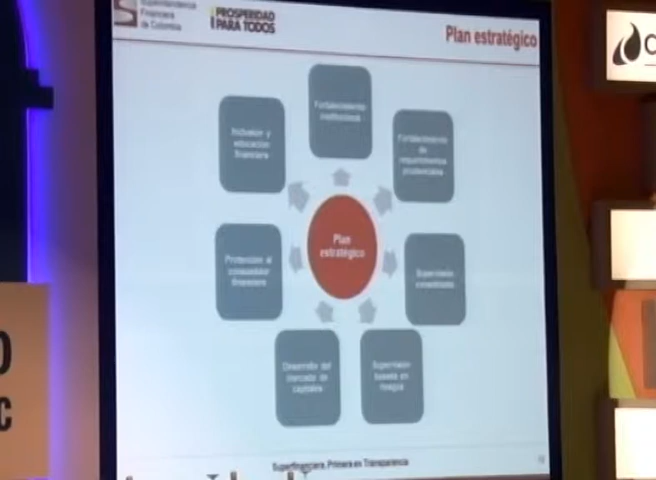 Superintendencia
Financiera
de Colombia
PROSPERIDAD
PARA TODOS
Plan estratégico
Fortalecimiento
institucional
Fortalecimiento
de
requerimientos
prudenciales
Supervisión
consolidada
Supervisión
basada en
riesgos
Desarrollo del
mercado de
capitales
Protección al
consumidor
financiero
Inclusión y
educación
financiera
Plan
estratégico
Superfinanciera, Primera en Transparencia
C
O
C